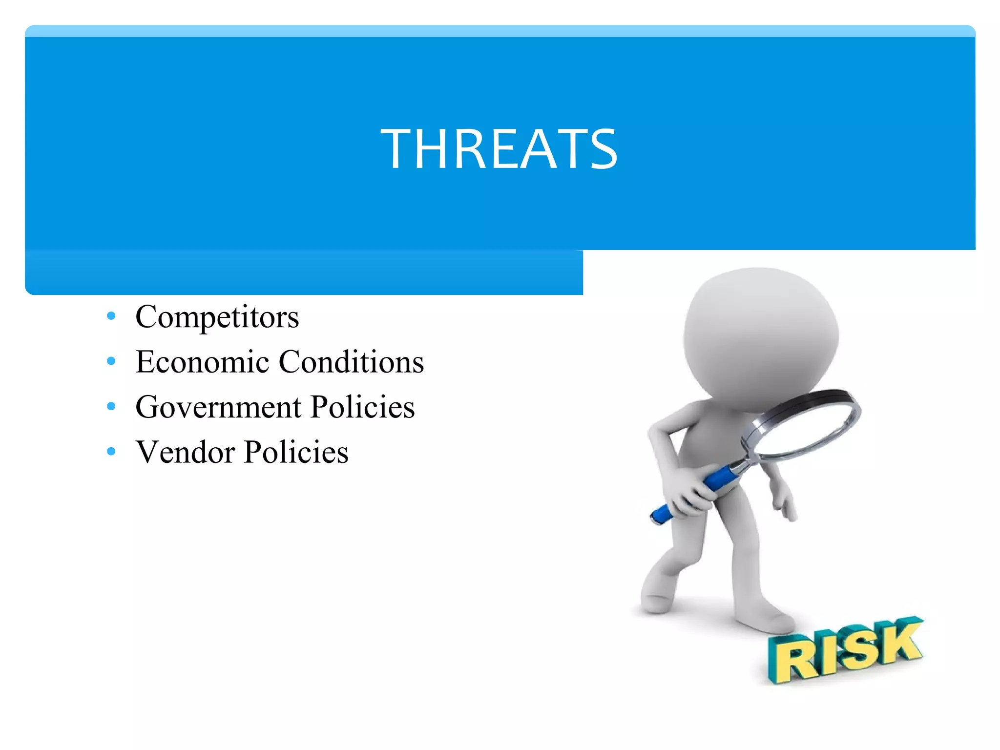 THREATS
• Competitors
• Economic Conditions
• Government Policies
• Vendor Policies
RISK